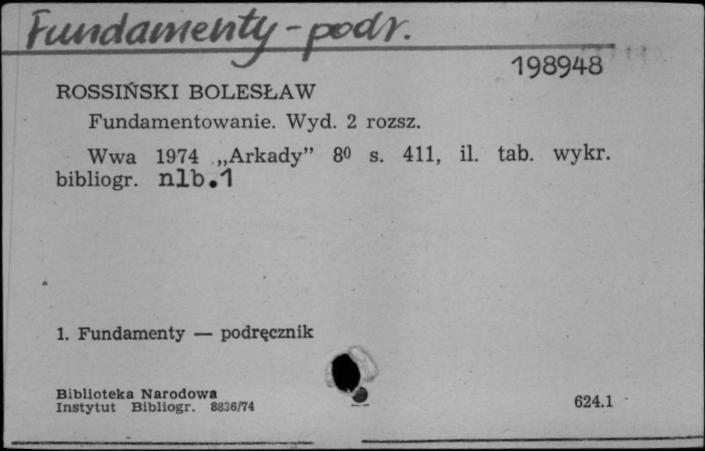 Fundamenty - podr.
198948
ROSSIŃSKI BOLESŁAW
Fundamentowanie. Wyd. 2 rozsz.
Wwa 1974 „Arkady” 8⁰ s. 411, il. tab. wykr.
bibliogr. nlb.1
1. Fundamenty — podręcznik
Biblioteka Narodowa
Instytut Bibliogr. 8836/74
624.1